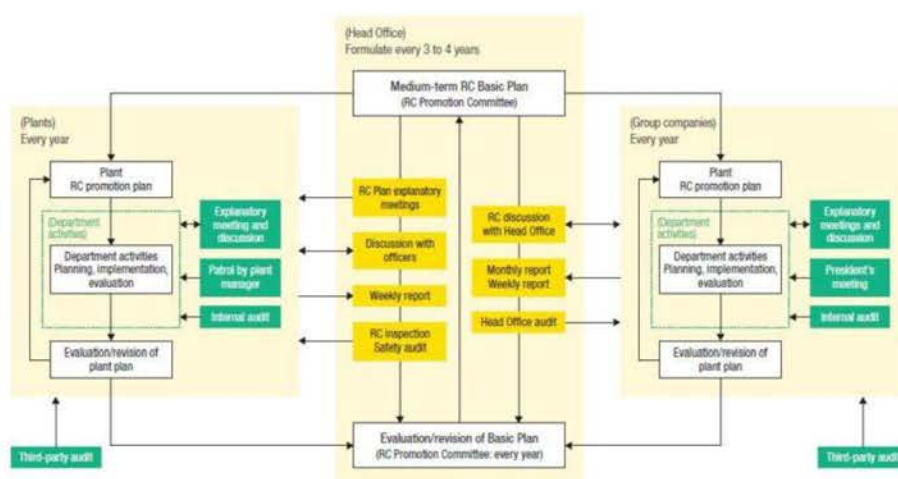 (Head Office)
Formulate every 3 to 4 years
Medium-term RC Basic Plan
(RC Promotion Committee)
(Plants)
Every year
Plant
RC promotion plan
(Department
activities)
Explanatory
meeting and
discussion
Department activities
Planning, implementation,
evaluation
Patrol by plant
manager
Internal audit
Evaluation/revision of
plant plan
Third-party audit
RC Plan explanatory
meetings
Discussion with
officers
Weekly report
RC inspection
Safety audit
RC discussion
with Head Office
Monthly report
Weekly report
Head Office audit
Evaluation/revision of Basic Plan
(RC Promotion Committee: every year)
(Group companies)
Every year
Plant
RC promotion plan
(Department
activities)
Explanatory
meetings and
discussion
Department activities
Planning, implementation,
evaluation
President's
meeting
Internal audit
Evaluation/revision of
plant plan
Third-party audit